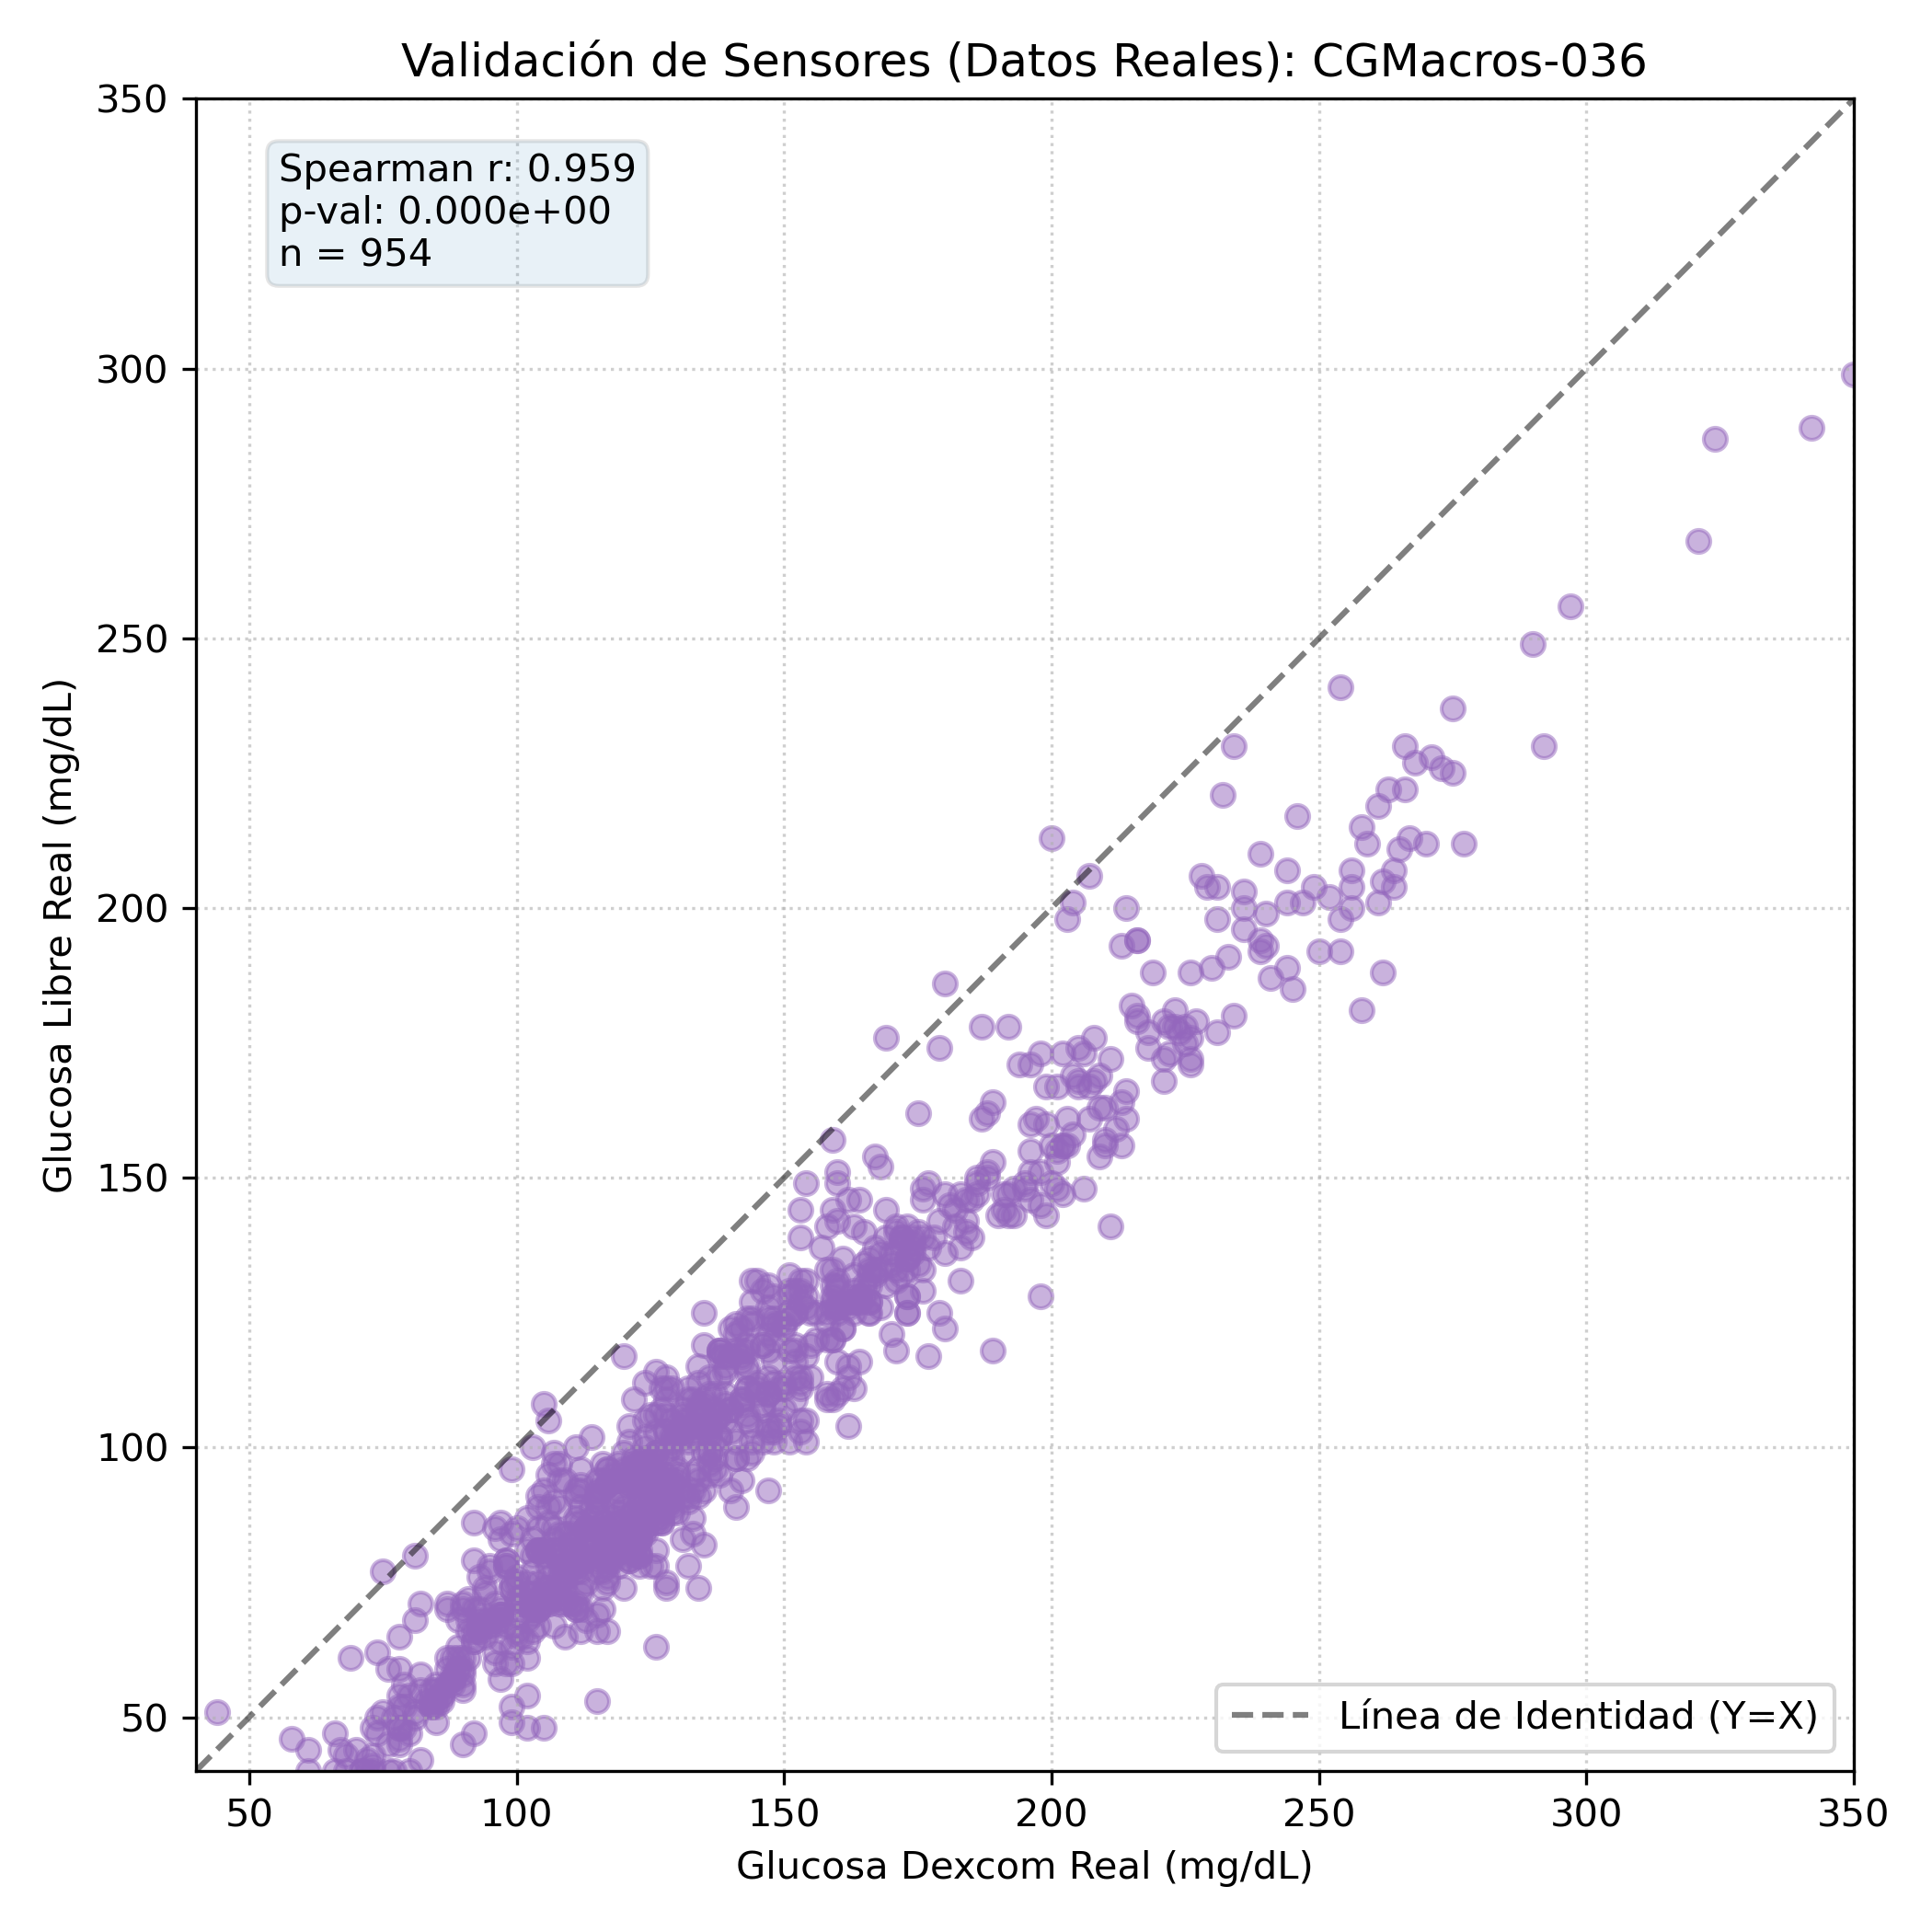 Validación de Sensores (Datos Reales): CGMacros-036
350
300
250
200
150
100
50
Glucosa Libre Real (mg/dL)
Spearman r: 0.959
p-val: 0.000e+00
n = 954
Línea de Identidad (Y=X)
50 100 150 200 250 300 350
Glucosa Dexcom Real (mg/dL)